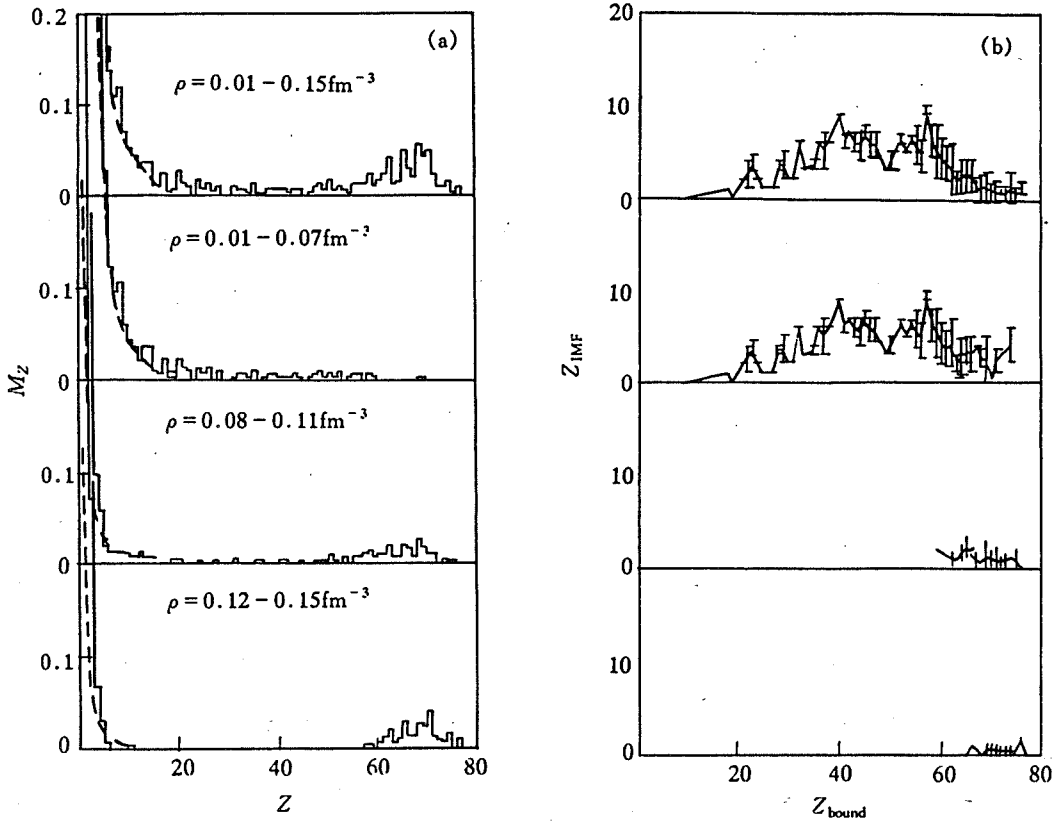 0.2
(a)
ρ=0.01−0.15fm⁻³
0.1
0
ρ=0.01−0.07fm⁻³
0.1
0
M_Z
ρ=0.08−0.11fm⁻³
0.1
0
ρ=0.12−0.15fm⁻³
0.1
0
20 40 60 80
Z
20
(b)
10
0
10
0
Z_IMF
10
0
10
0
20 40 60 80
Z_bound